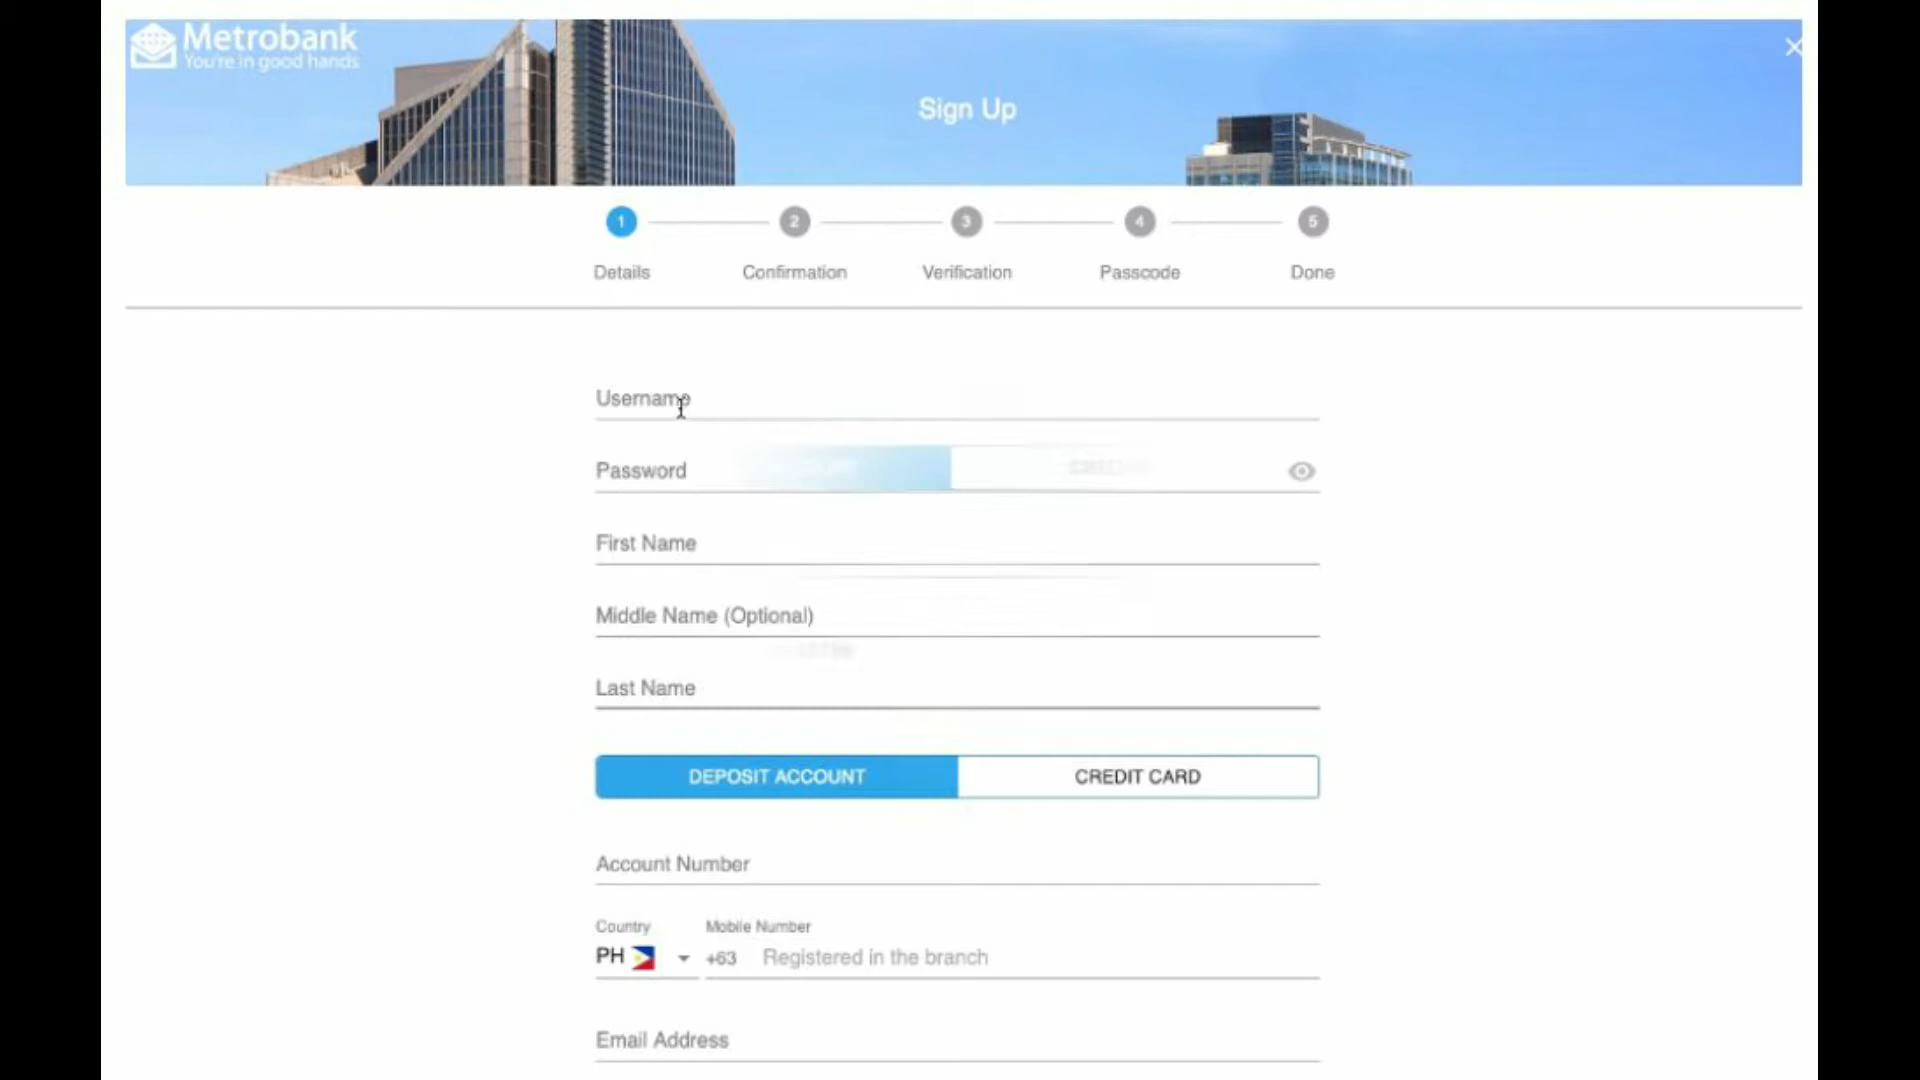 Metrobank
You're in good hands
Sign Up
1
2
3
4
5
Details
Confirmation
Verification
Passcode
Done
Username
Password
First Name
Middle Name (Optional)
Last Name
DEPOSIT ACCOUNT
CREDIT CARD
Account Number
Country
Mobile Number
PH
+63
Registered in the branch
Email Address